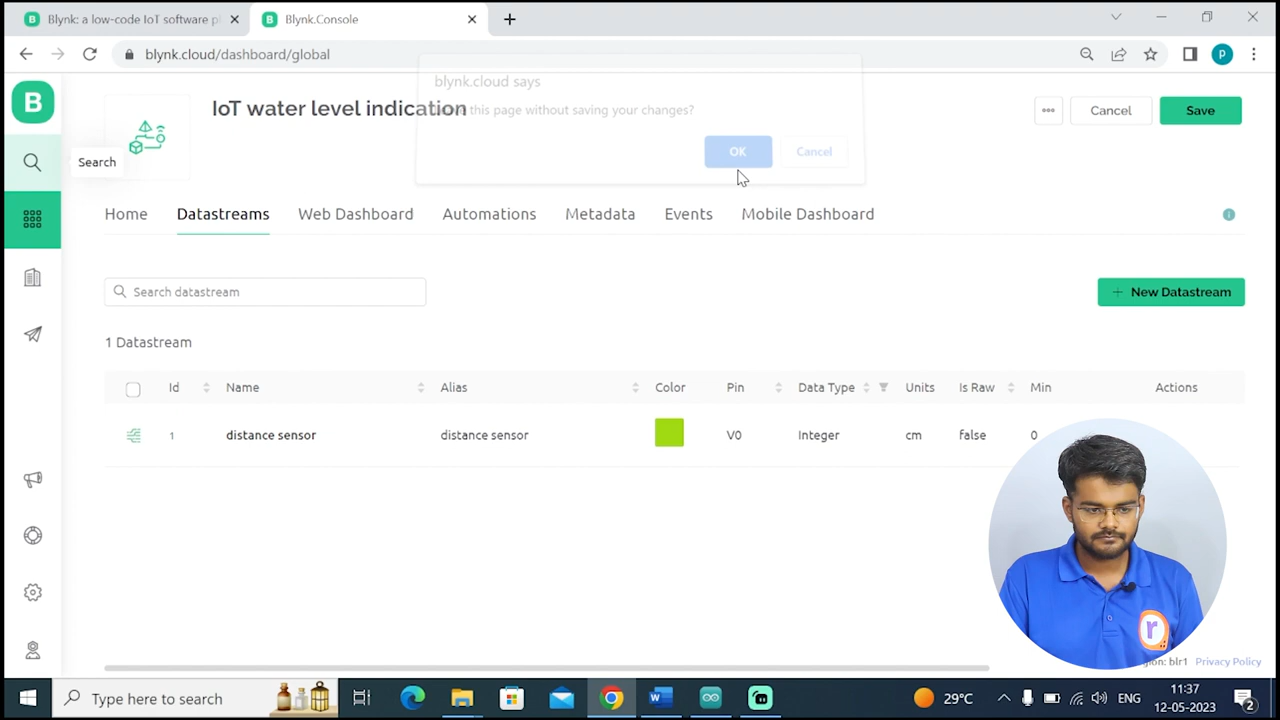 Blynk: a low-code IoT software pl
Blynk.Console
blynk.cloud/dashboard/global
P
B
IoT water level indication
blynk.cloud says
this page without saving your changes?
OK
Cancel
Cancel
Save
Search
Home
Datastreams
Web Dashboard
Automations
Metadata
Events
Mobile Dashboard
Search datastream
+ New Datastream
1 Datastream
Id
Name
Alias
Color
Pin
Data Type
Units
Is Raw
Min
Actions
1
distance sensor
distance sensor
V0
Integer
cm
false
0
r
ion: blr1
Privacy Policy
Type here to search
29°C
ENG
11:37
12-05-2023
2